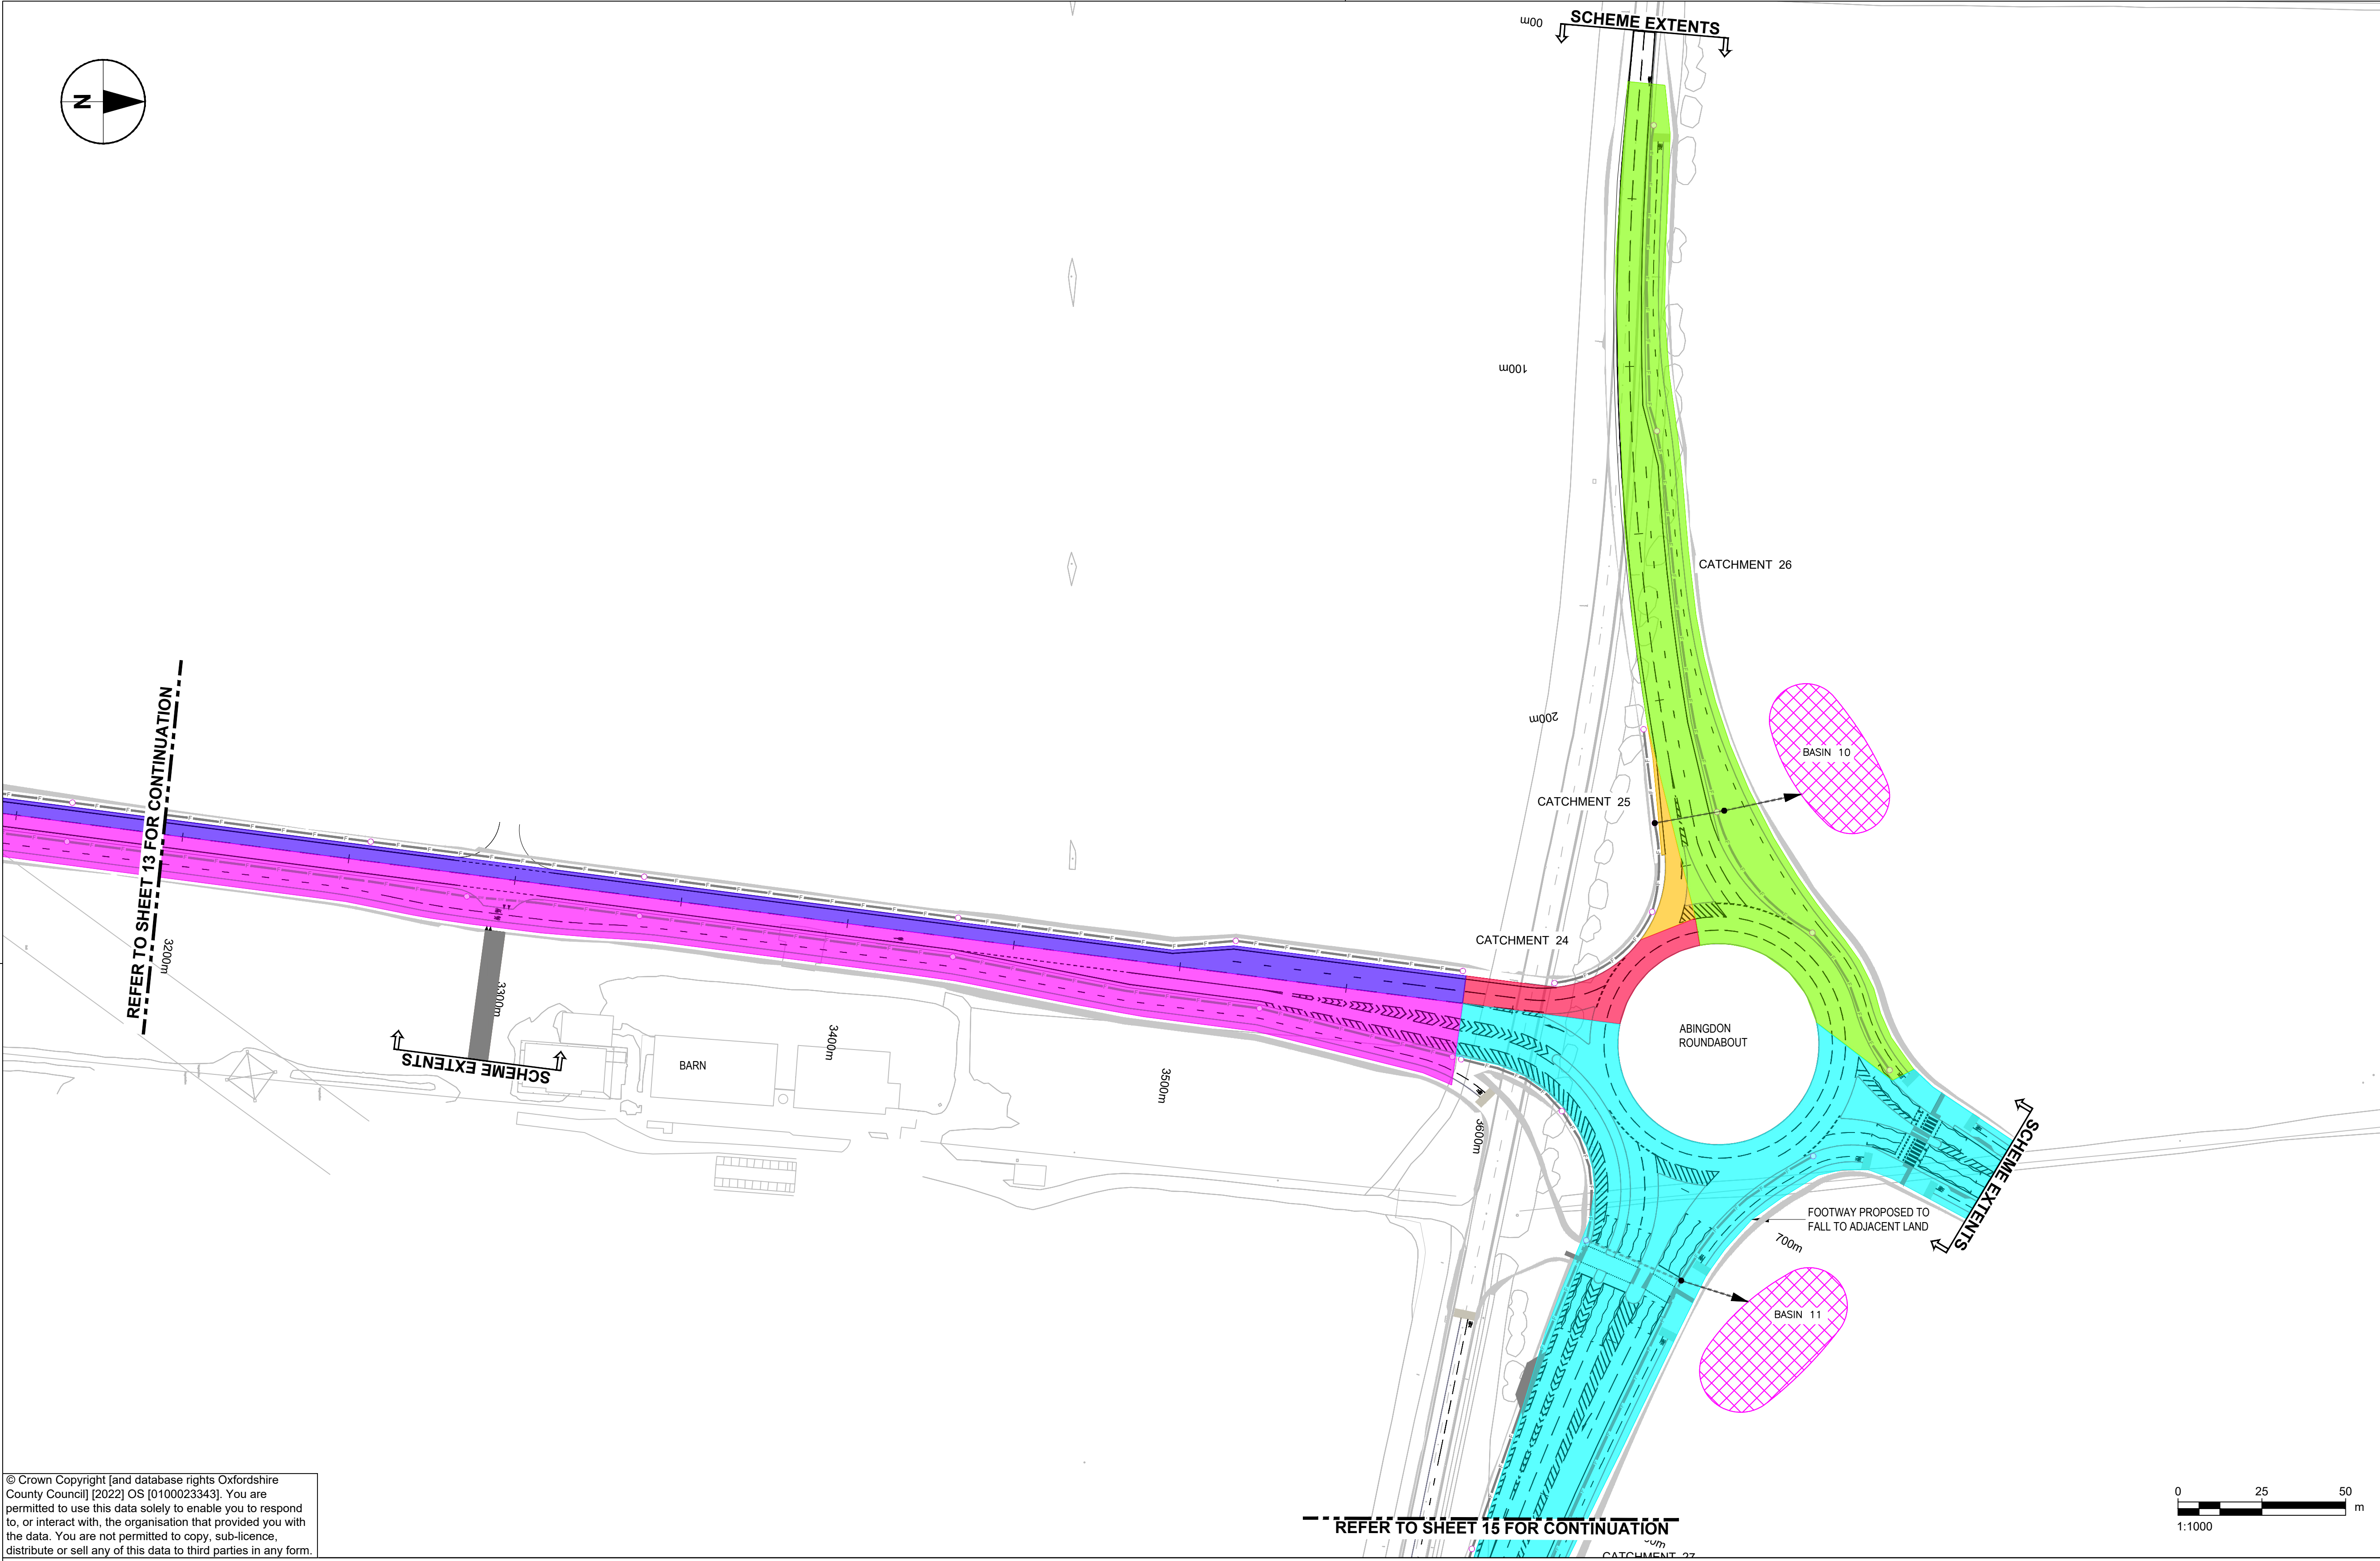 00m
SCHEME EXTENTS
N
100m
CATCHMENT 26
REFER TO SHEET 13 FOR CONTINUATION
200m
BASIN 10
CATCHMENT 25
CATCHMENT 24
3200m
3300m
SCHEME EXTENTS
BARN
3400m
3500m
3600m
ABINGDON
ROUNDABOUT
SCHEME EXTENTS
FOOTWAY PROPOSED TO
FALL TO ADJACENT LAND
700m
BASIN 11
© Crown Copyright [and database rights Oxfordshire
County Council] [2022] OS [0100023343]. You are
permitted to use this data solely to enable you to respond
to, or interact with, the organisation that provided you with
the data. You are not permitted to copy, sub-licence,
distribute or sell any of this data to third parties in any form.
REFER TO SHEET 15 FOR CONTINUATION
CATCHMENT 27
0 25 50
m
1:1000